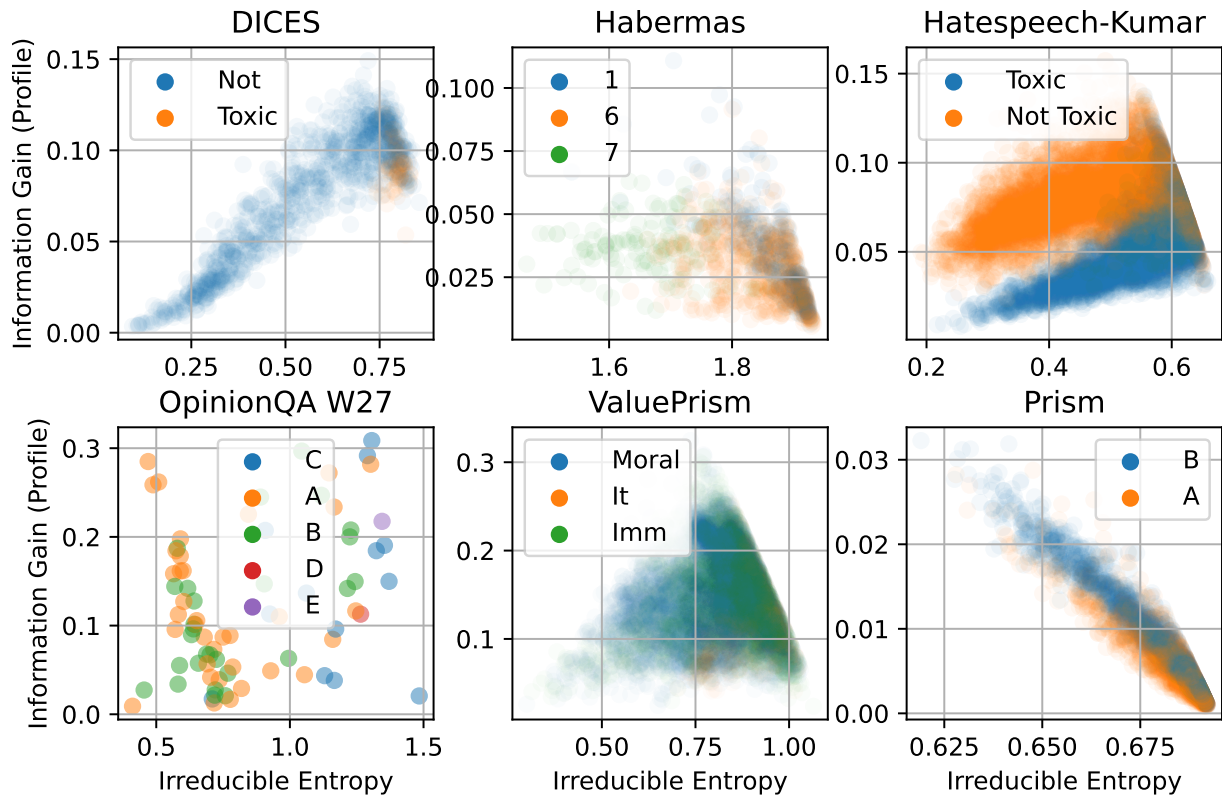 DICES
Habermas
Hatespeech-Kumar
Information Gain (Profile)
0.15
0.10
0.05
0.00
Not
Toxic
0.25
0.50
0.75
0.100
0.075
0.050
0.025
1
6
7
1.6
1.8
0.15
0.10
0.05
Toxic
Not Toxic
0.2
0.4
0.6
OpinionQA W27
ValuePrism
Prism
Information Gain (Profile)
0.3
0.2
0.1
0.0
C
A
B
D
E
0.5
1.0
1.5
Irreducible Entropy
0.3
0.2
0.1
Moral
It
Imm
0.50
0.75
1.00
Irreducible Entropy
0.03
0.02
0.01
0.00
B
A
0.625
0.650
0.675
Irreducible Entropy